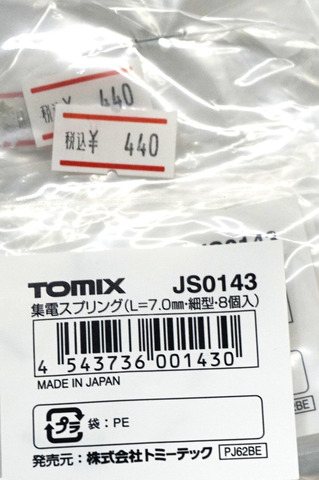 税込¥ 440
税込¥ 440
JS0143
TOMIX JS0143
集電スプリング(L=7.0mm・細型・8個入)
4 543736 001430
MADE IN JAPAN
プラ 袋：PE
発売元：株式会社トミーテック PJ62BE
62BE